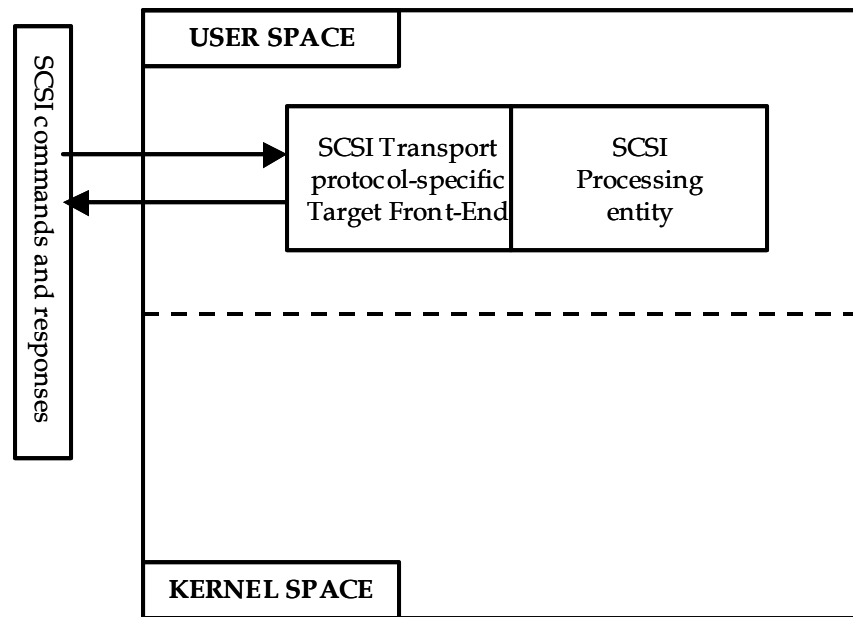 USER SPACE
SCSI commands and responses
SCSI Transport
protocol-specific
Target Front-End
SCSI
Processing
entity
KERNEL SPACE